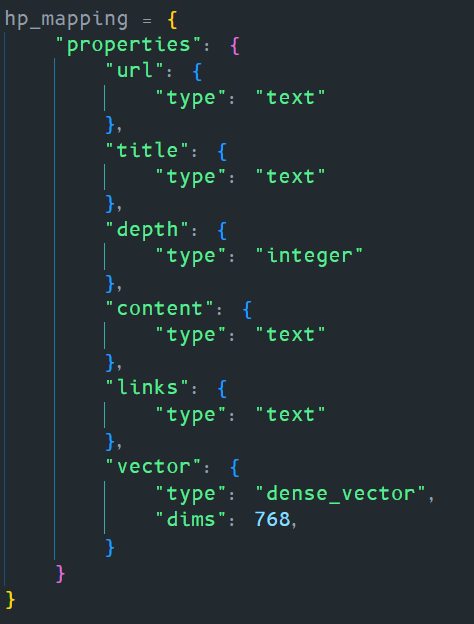 hp_mapping = {
    "properties": {
        "url": {
            "type": "text"
        },
        "title": {
            "type": "text"
        },
        "depth": {
            "type": "integer"
        },
        "content": {
            "type": "text"
        },
        "links": {
            "type": "text"
        },
        "vector": {
            "type": "dense_vector",
            "dims": 768,
        }
    }
}